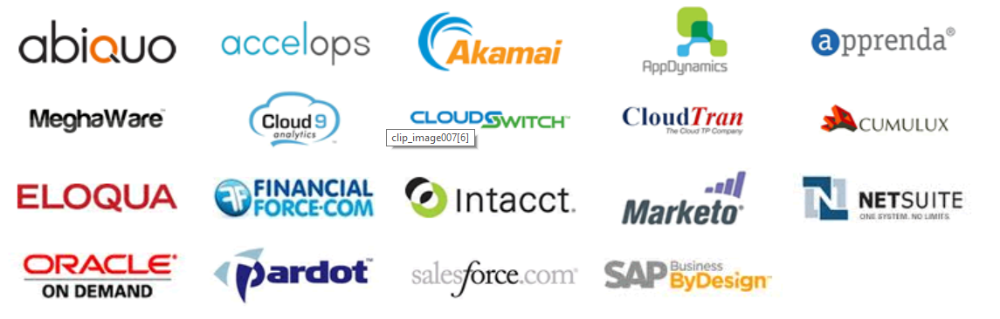 abiquo
accelops
Akamai
AppDynamics
apprenda®
MeghaWare™
Cloud 9
analytics
CLOUDSWITCH™
clip_image007[6]
CloudTran
The Cloud TP Company
CUMULUX
ELOQUA
FINANCIAL
FORCE.COM
Intacct.
Marketo®
NETSUITE
ONE SYSTEM. NO LIMITS.
ORACLE®
ON DEMAND
Pardot™
salesforce.com®
SAP Business
ByDesign™